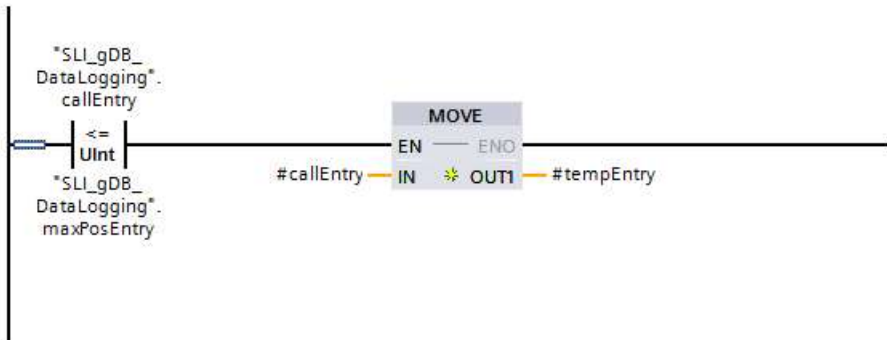 "SLI_gDB_
DataLogging".
callEntry
<=
UInt
"SLI_gDB_
DataLogging".
maxPosEntry
MOVE
EN ENO
#callEntry IN OUT1 #tempEntry